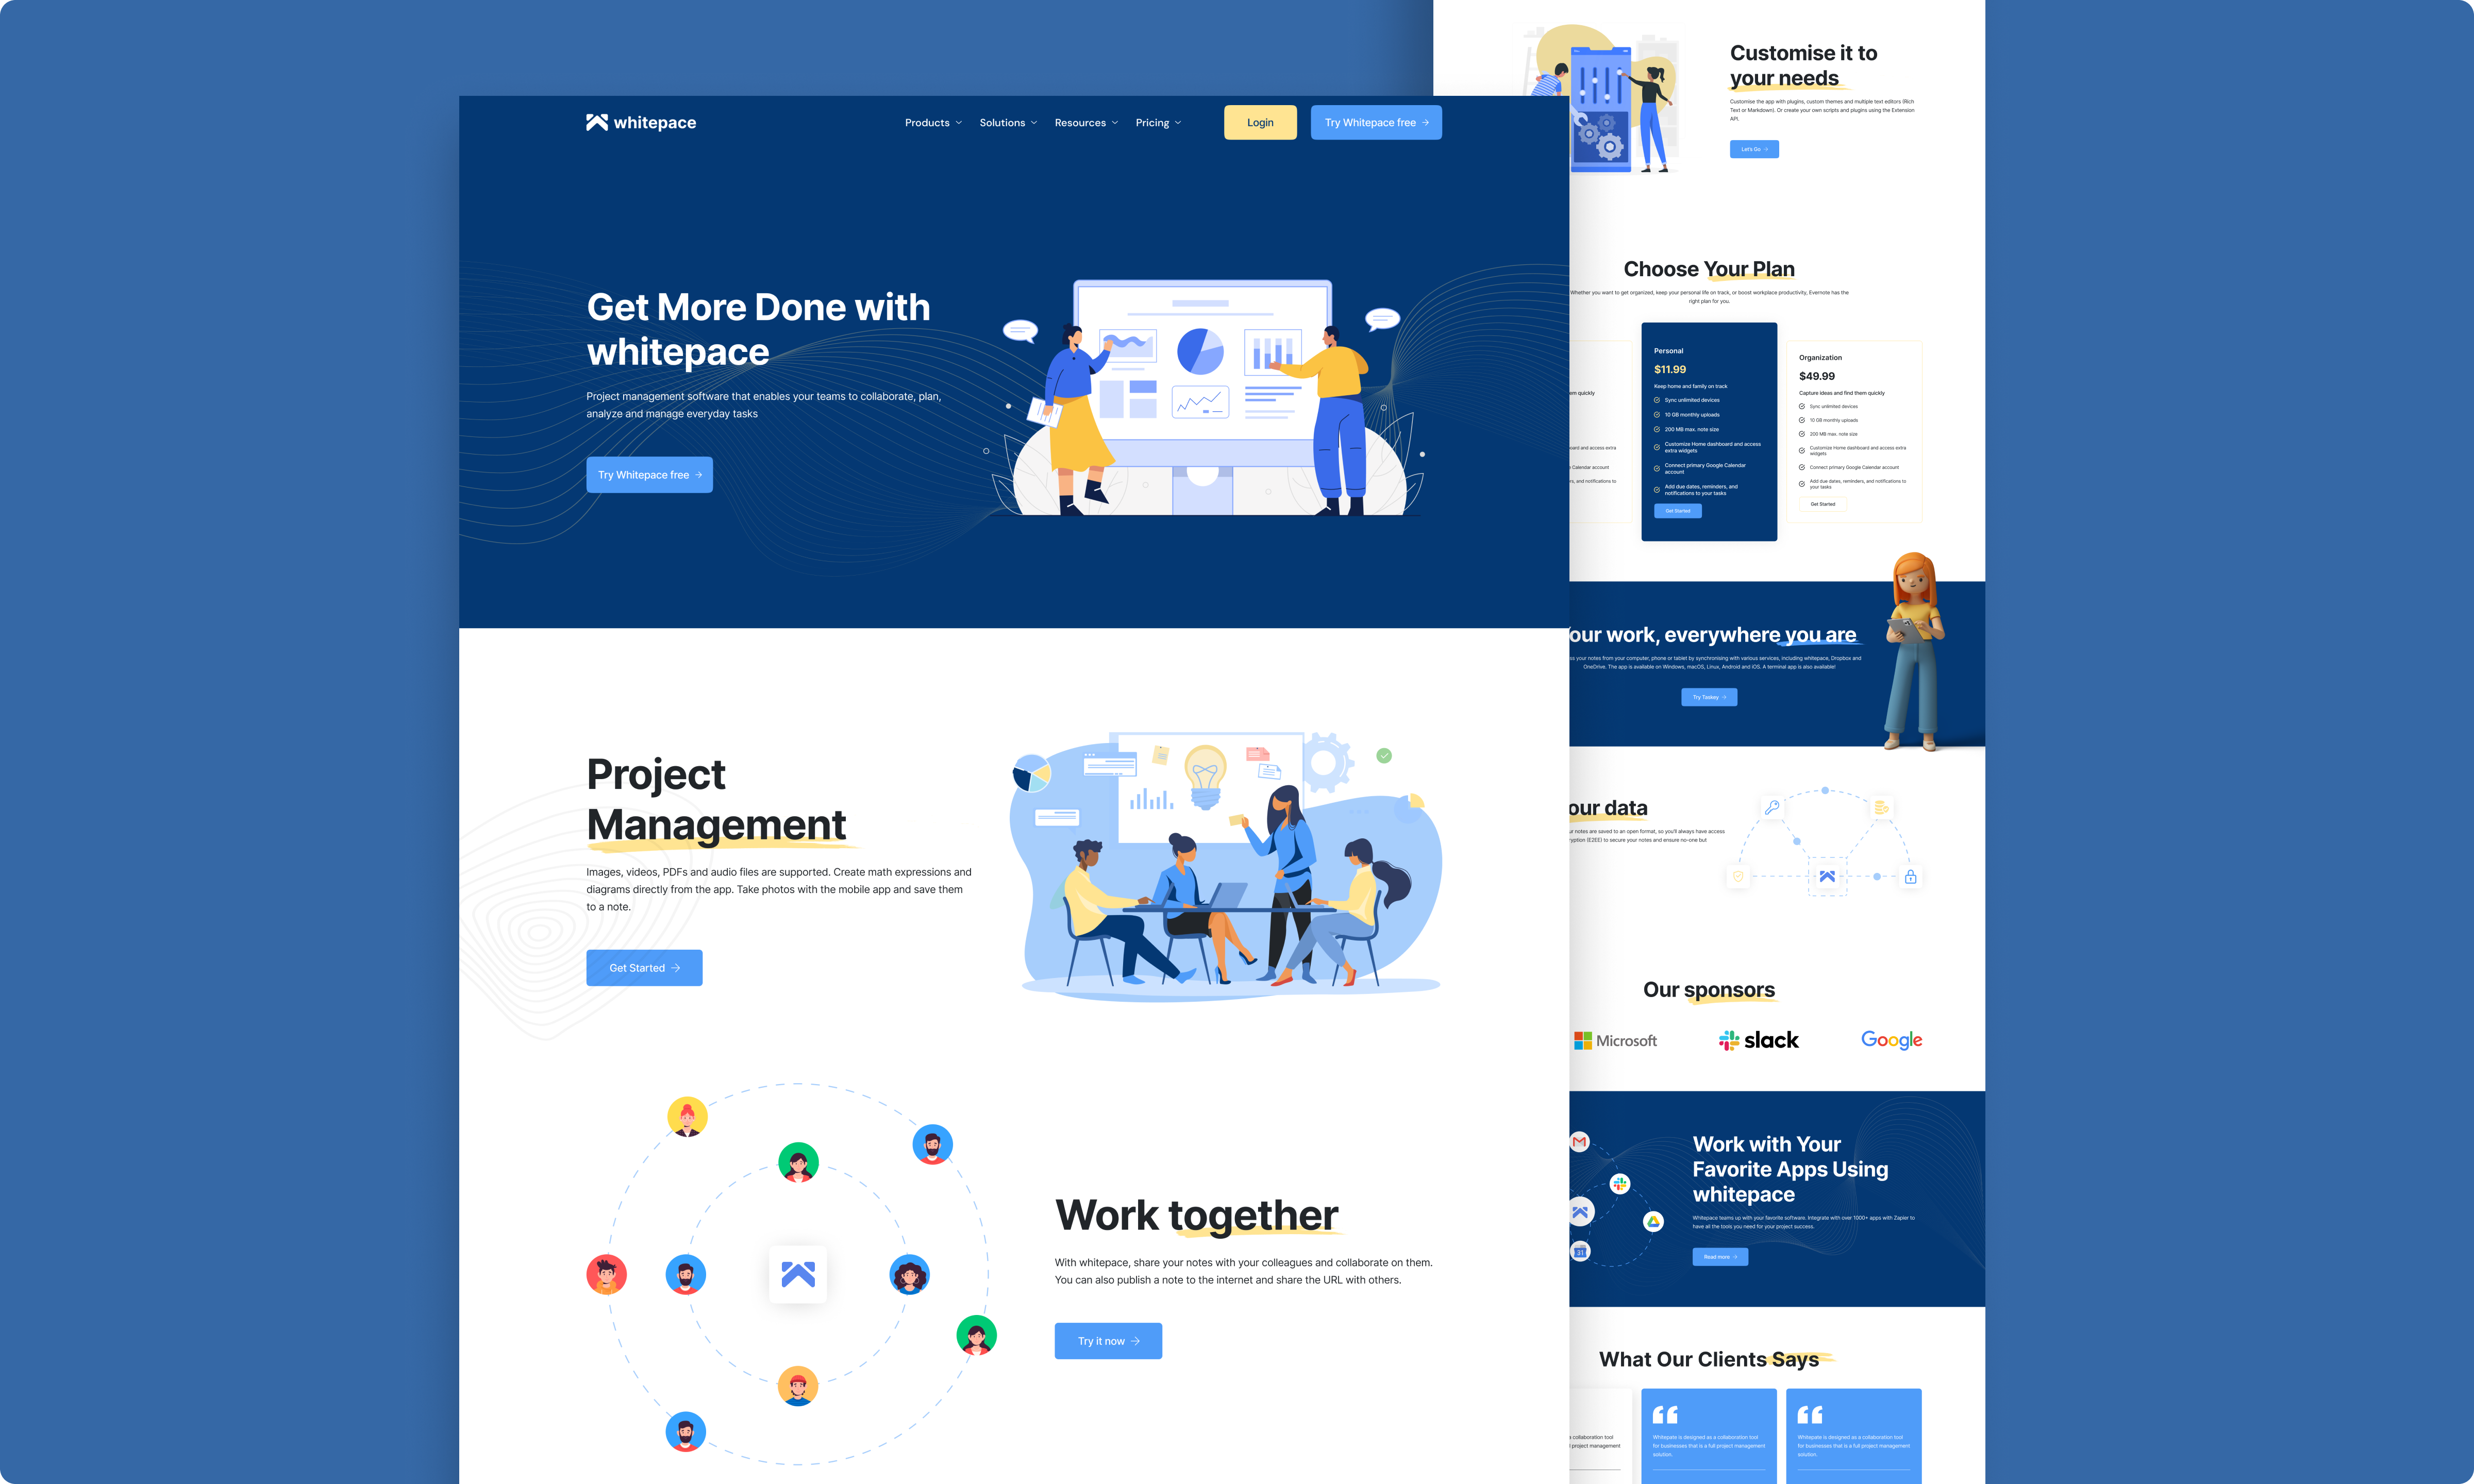 whitepace
Products
Solutions
Resources
Pricing
Login
Try Whitepace free
Get More Done with
whitepace
Project management software that enables your teams to collaborate, plan,
analyze and manage everyday tasks
Try Whitepace free
Project
Management
Images, videos, PDFs and audio files are supported. Create math expressions and
diagrams directly from the app. Take photos with the mobile app and save them
to a note.
Get Started
Work together
With whitepace, share your notes with your colleagues and collaborate on them.
You can also publish a note to the internet and share the URL with others.
Try it now
Customise it to
your needs
Customise the app with plugins, custom themes and multiple text editors (Rich
Text or Markdown). Or create your own scripts and plugins using the Extension
API.
Let's Go
Choose Your Plan
Whether you want to get organized, keep your personal life on track, or boost workplace productivity, Evernote has the
right plan for you.
em quickly
board and access extra
Calendar account
rs, and notifications to
Personal
$11.99
Keep home and family on track
Sync unlimited devices
10 GB monthly uploads
200 MB max. note size
Customize Home dashboard and access
extra widgets
Connect primary Google Calendar
account
Add due dates, reminders, and
notifications to your tasks
Get Started
Organization
$49.99
Capture ideas and find them quickly
Sync unlimited devices
10 GB monthly uploads
200 MB max. note size
Customize Home dashboard and access extra
widgets
Connect primary Google Calendar account
Add due dates, reminders, and notifications to
your tasks
Get Started
our work, everywhere you are
ss your notes from your computer, phone or tablet by synchronising with various services, including whitepace, Dropbox and
OneDrive. The app is available on Windows, macOS, Linux, Android and iOS. A terminal app is also available!
Try Taskey
our data
ur notes are saved to an open format, so you'll always have access
ryption (E2EE) to secure your notes and ensure no-one but
Our sponsors
Microsoft
slack
Google
31
Work with Your
Favorite Apps Using
whitepace
Whitepace teams up with your favorite software. Integrate with over 1000+ apps with Zapier to
have all the tools you need for your project success.
Read more
What Our Clients Says
a collaboration tool
project management
Whitepate is designed as a collaboration tool
for businesses that is a full project management
solution.
Whitepate is designed as a collaboration tool
for businesses that is a full project management
solution.